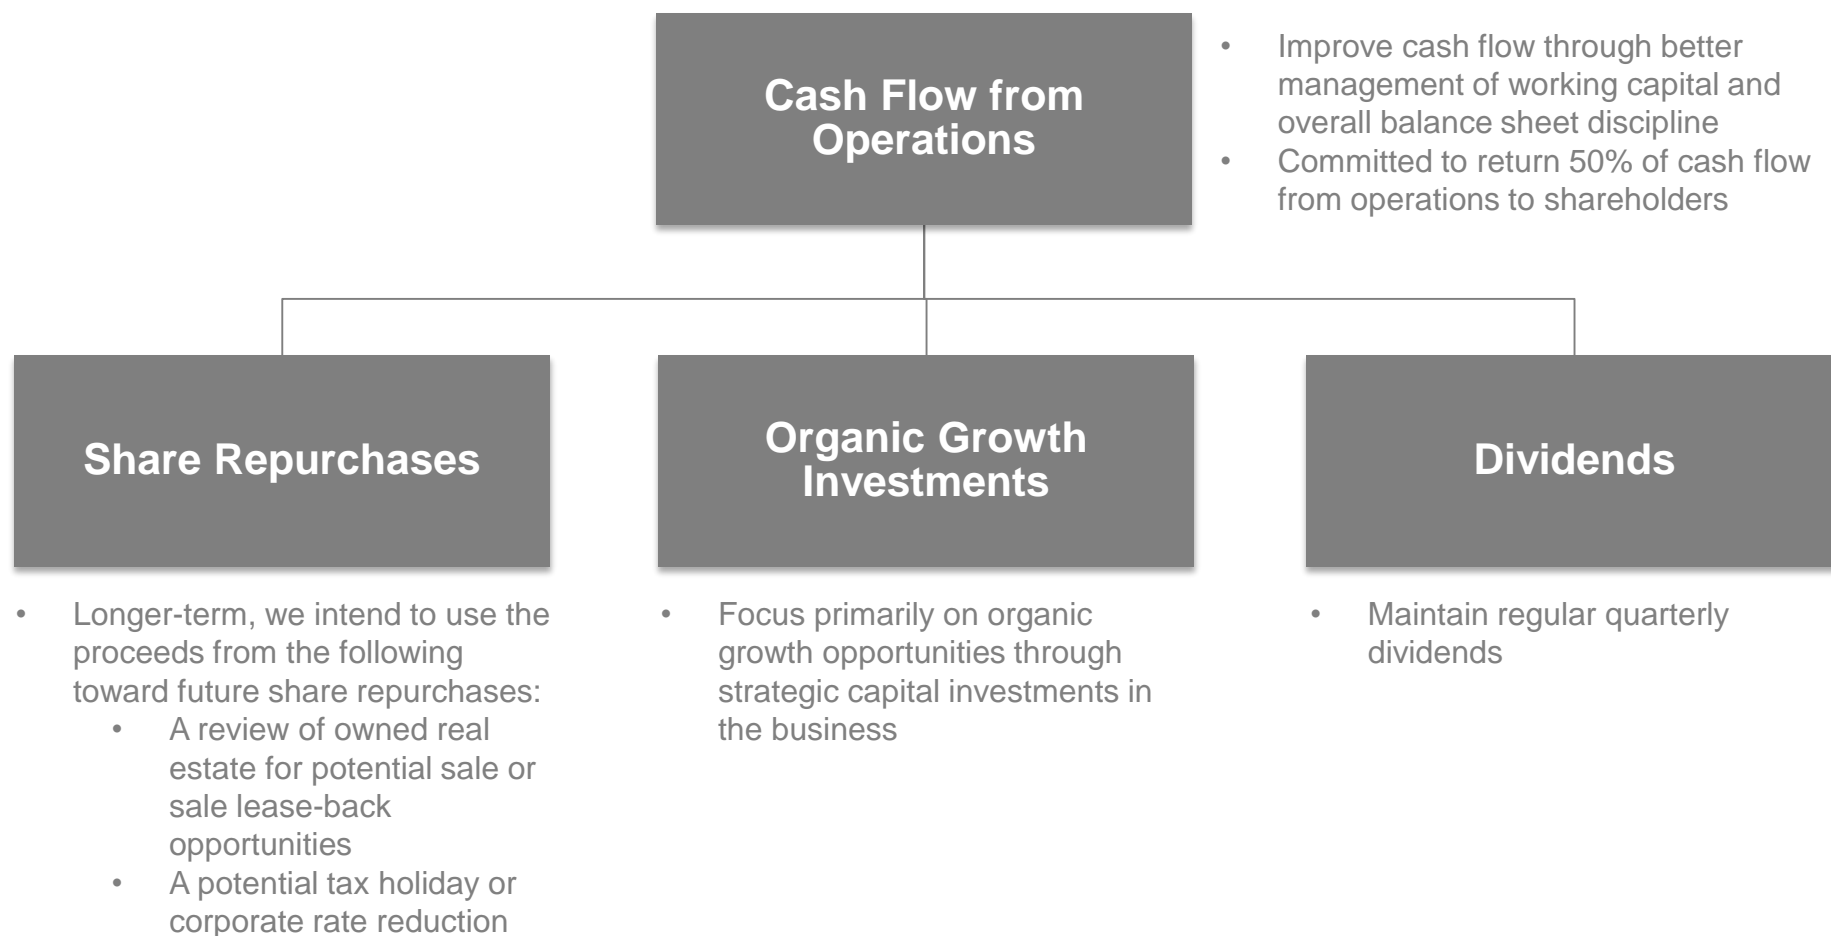 Cash Flow from
Operations
• Improve cash flow through better
management of working capital and
overall balance sheet discipline
• Committed to return 50% of cash flow
from operations to shareholders
Share Repurchases
Organic Growth
Investments
Dividends
• Longer-term, we intend to use the
proceeds from the following
toward future share repurchases:
• A review of owned real
estate for potential sale or
sale lease-back
opportunities
• A potential tax holiday or
corporate rate reduction
• Focus primarily on organic
growth opportunities through
strategic capital investments in
the business
• Maintain regular quarterly
dividends